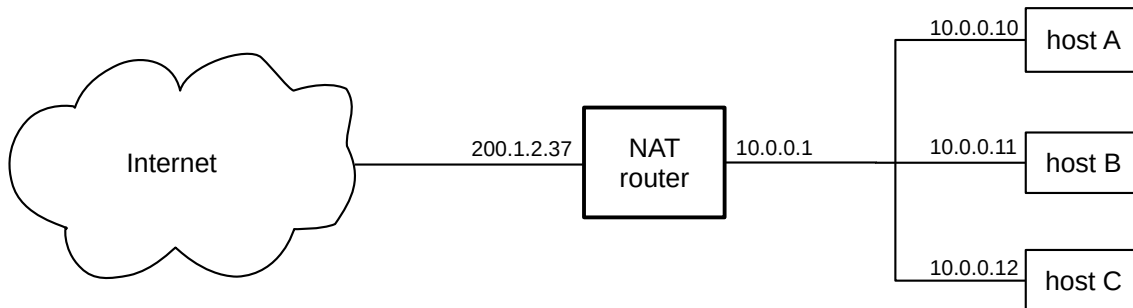 10.0.0.10
host A
Internet
200.1.2.37
NAT
router
10.0.0.1
10.0.0.11
host B
10.0.0.12
host C